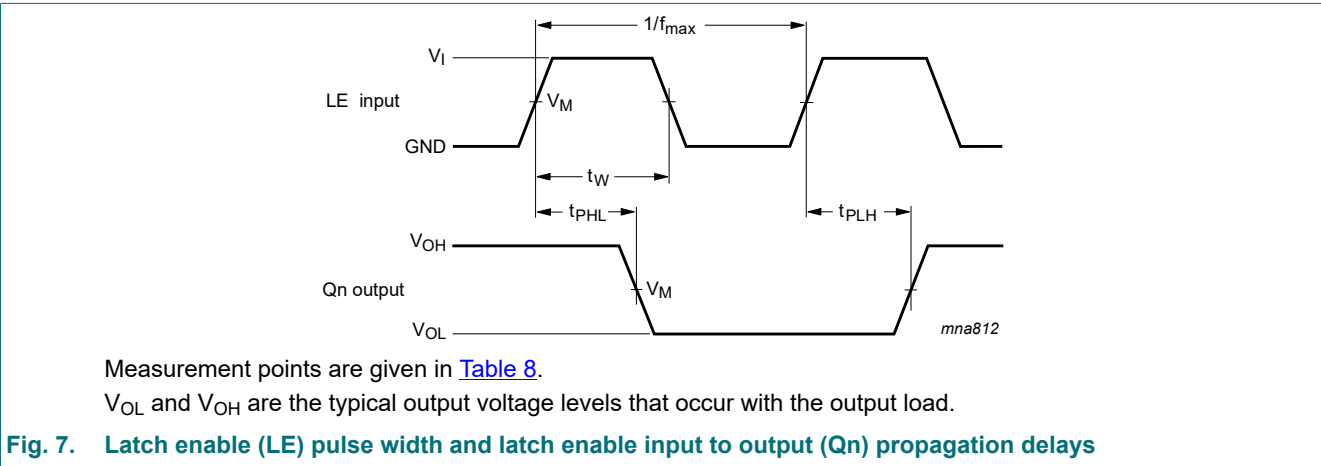 1/fmax
VI
LE input
VM
GND
tW
tPHL
tPLH
VOH
Qn output
VM
VOL
mna812
Measurement points are given in Table 8.
VOL and VOH are the typical output voltage levels that occur with the output load.
Fig. 7. Latch enable (LE) pulse width and latch enable input to output (Qn) propagation delays